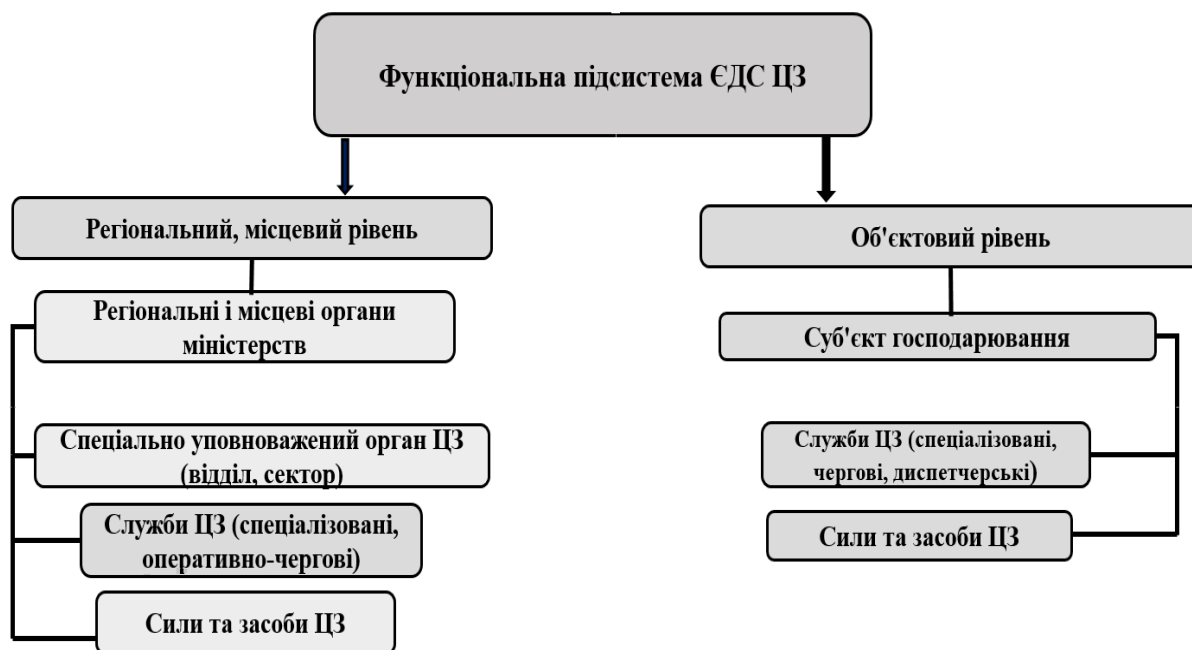 Функціональна підсистема ЄДС ЦЗ
Регіональний, місцевий рівень
Регіональні і місцеві органи
міністерств
Спеціально уповноважений орган ЦЗ
(відділ, сектор)
Служби ЦЗ (спеціалізовані,
оперативно-чергові)
Сили та засоби ЦЗ
Об'єктовий рівень
Суб'єкт господарювання
Служби ЦЗ (спеціалізовані,
чергові, диспетчерські)
Сили та засоби ЦЗ